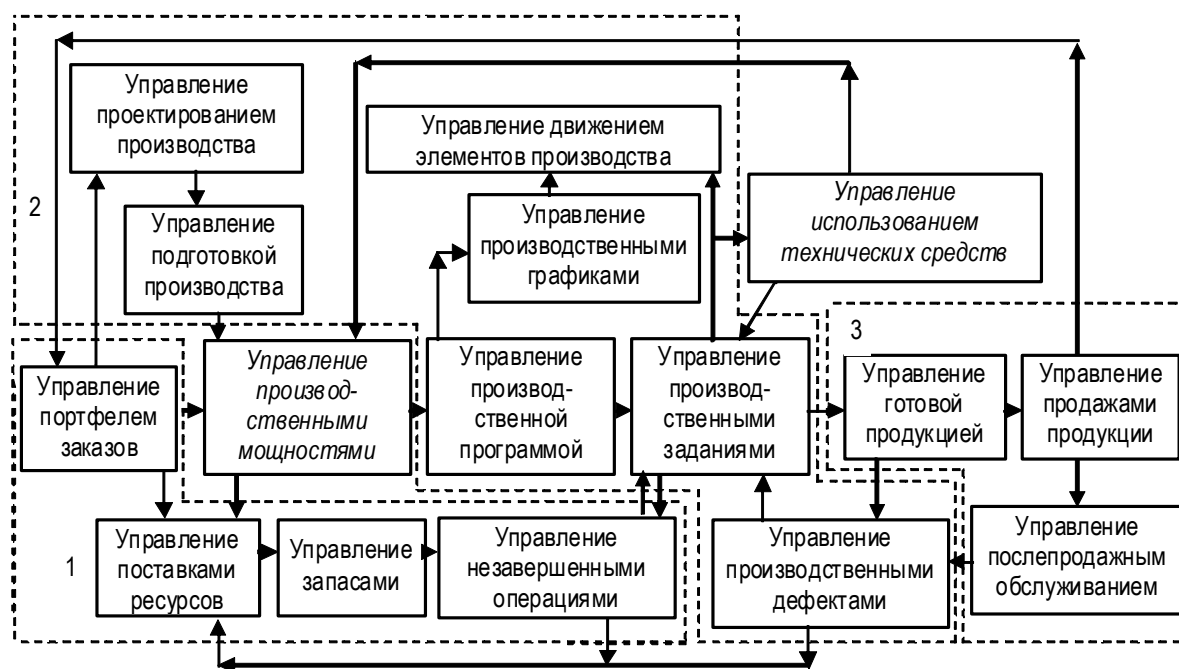 Управление
проектированием
производства
Управление движением
элементов производства
2
Управление
подготовкой
производства
Управление
производственными
графиками
Управление
использованием
технических средств
3
Управление
портфелем
заказов
Управление
производ-
ственными
мощностями
Управление
производ-
ственной
программой
Управление
производ-
ственными
заданиями
Управление
готовой
продукцией
Управление
продажами
продукции
1
Управление
поставками
ресурсов
Управление
запасами
Управление
незавершенными
операциями
Управление
производственными
дефектами
Управление
послепродажным
обслуживанием